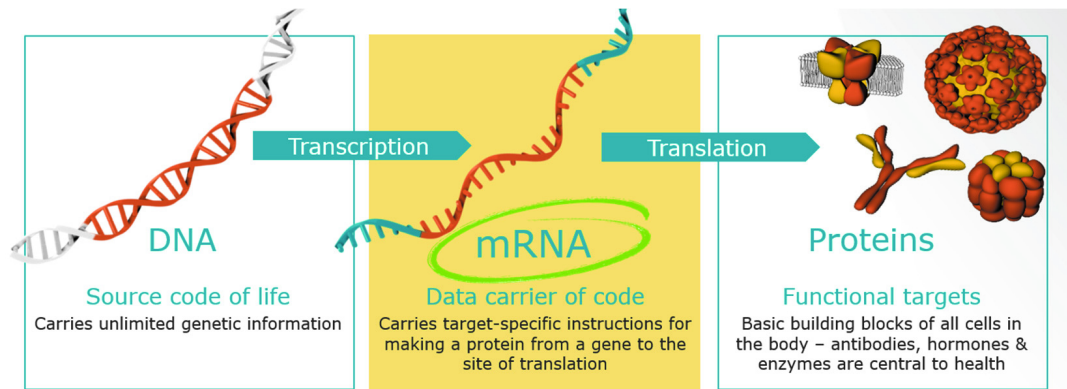 Transcription
Translation
DNA
mRNA
Proteins
Source code of life
Carries unlimited genetic information
Data carrier of code
Carries target-specific instructions for
making a protein from a gene to the
site of translation
Functional targets
Basic building blocks of all cells in
the body – antibodies, hormones &
enzymes are central to health